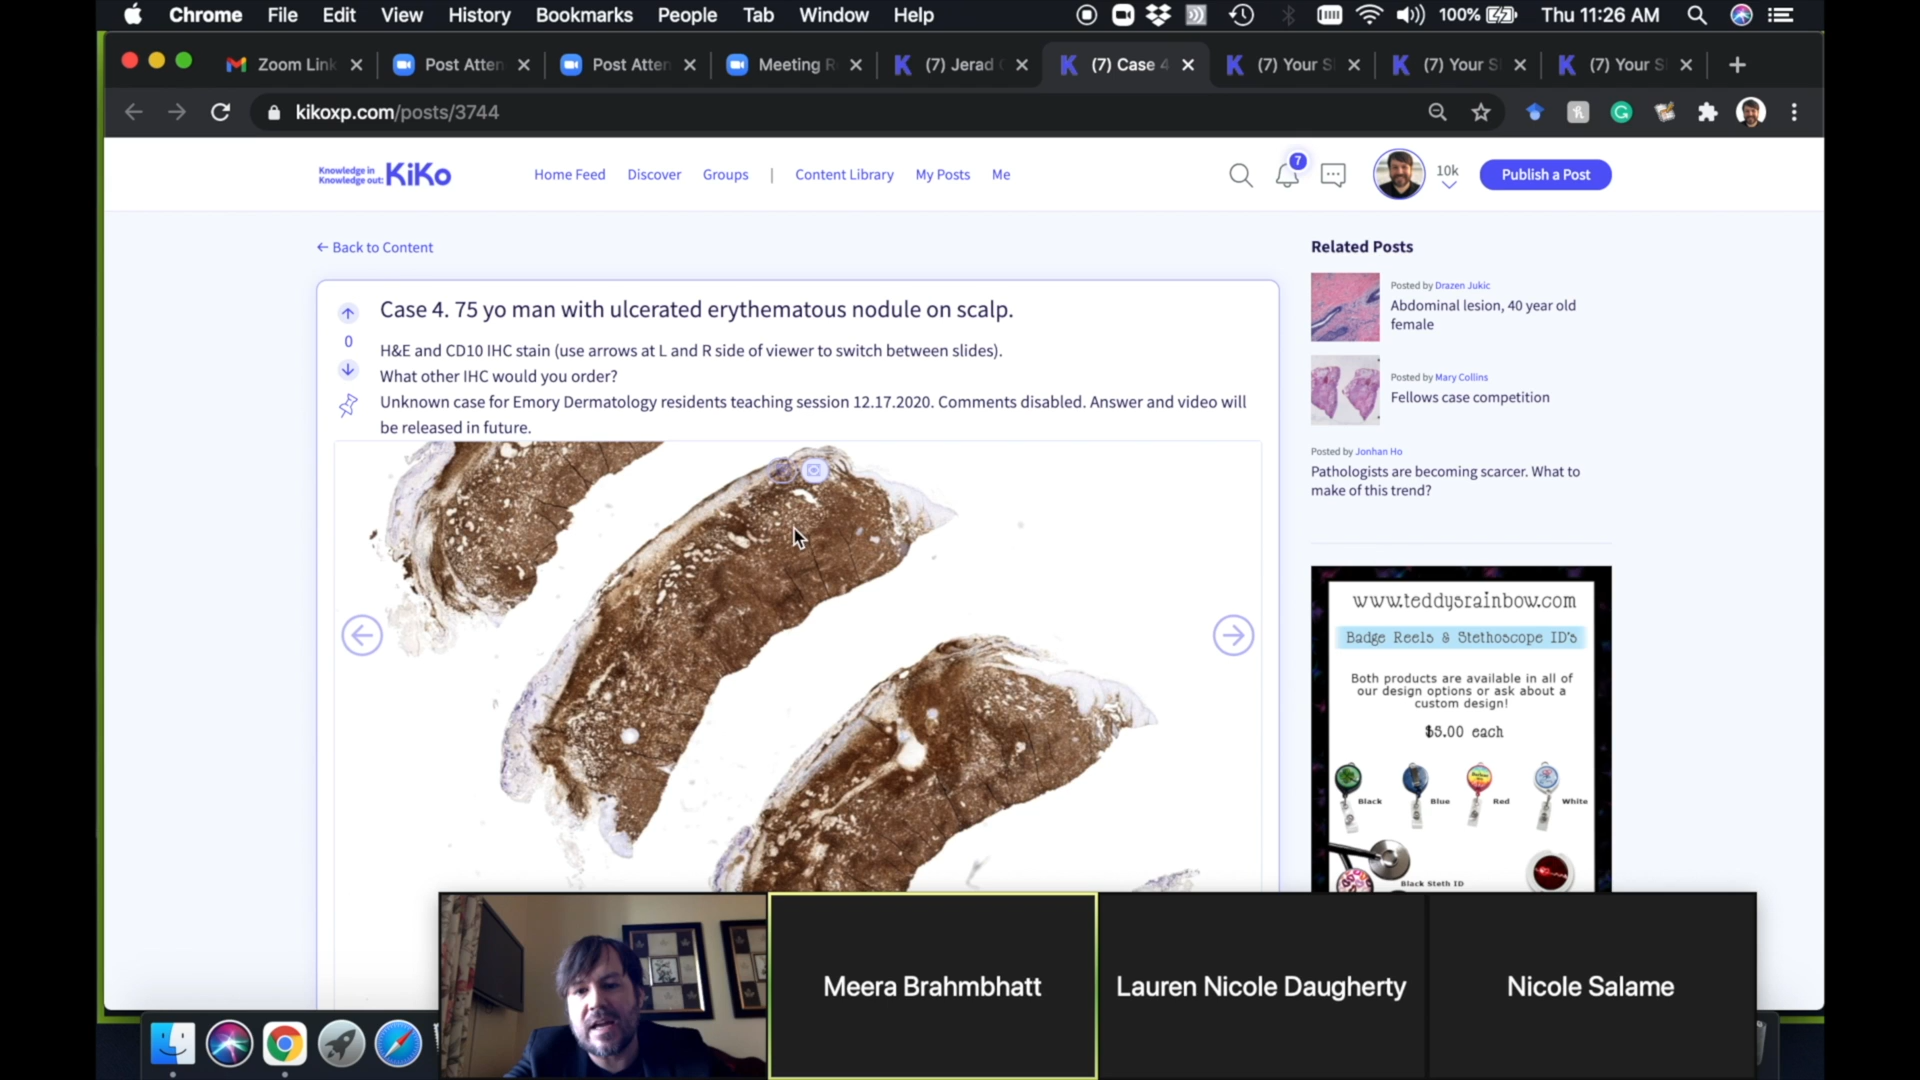 Chrome File Edit View History Bookmarks People Tab Window Help 100% Thu 11:26 AM
Zoom Link Post Atten Post Atten Meeting R (7) Jerad (7) Case 4 (7) Your S (7) Your S (7) Your S
kikoxp.com/posts/3744
Knowledge in
Knowledge out: KiKo
Home Feed Discover Groups | Content Library My Posts Me 7 10k Publish a Post
← Back to Content
Case 4. 75 yo man with ulcerated erythematous nodule on scalp.
0
H&E and CD10 IHC stain (use arrows at L and R side of viewer to switch between slides).
What other IHC would you order?
Unknown case for Emory Dermatology residents teaching session 12.17.2020. Comments disabled. Answer and video will
be released in future.
Related Posts
Posted by Drazen Jukic
Abdominal lesion, 40 year old
female
Posted by Mary Collins
Fellows case competition
Posted by Jonhan Ho
Pathologists are becoming scarcer. What to
make of this trend?
www.teddysrainbow.com
Badge Reels & Stethoscope ID's
Both products are available in all of
our design options or ask about a
custom design!
$5.00 each
Black Blue Red White
Black Steth ID
Meera Brahmbhatt Lauren Nicole Daugherty Nicole Salame